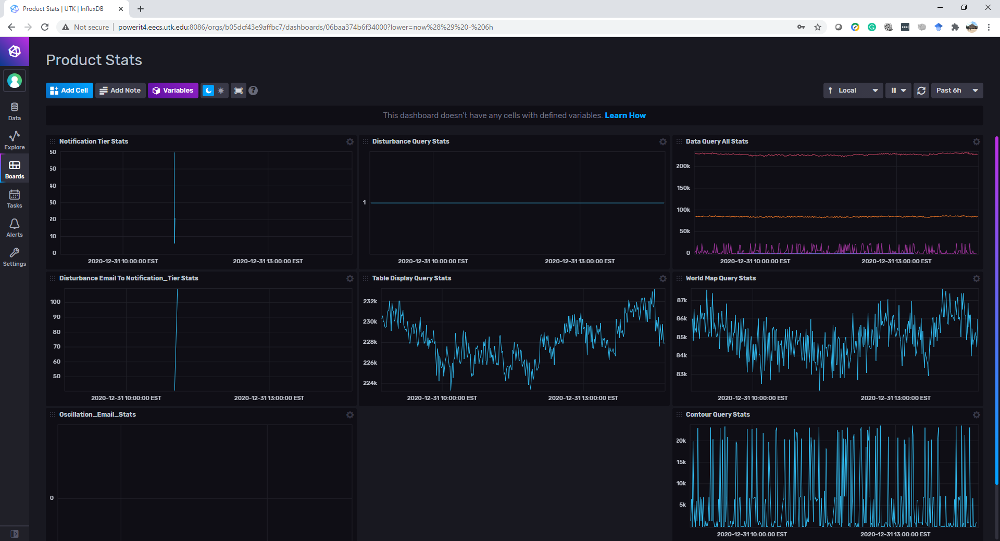 Product Stats | UTK | InfluxDB
Not secure powerit4.eecs.utk.edu:8086/orgs/b05dcf43e9affbc7/dashboards/06baa374b6f34000?lower=now%28%29%20-%206h
Product Stats
Add Cell Add Note Variables ? Local Past 6h
This dashboard doesn't have any cells with defined variables. Learn How
Data
Explore
Boards
Tasks
Alerts
Settings
Notification Tier Stats
60
50
40
30
20
10
0
2020-12-31 10:00:00 EST 2020-12-31 13:00:00 EST
Disturbance Query Stats
1
2020-12-31 10:00:00 EST 2020-12-31 13:00:00 EST
Data Query All Stats
200k
150k
100k
50k
0
2020-12-31 10:00:00 EST 2020-12-31 13:00:00 EST
Disturbance Email To Notification_Tier Stats
100
90
80
70
60
50
2020-12-31 10:00:00 EST 2020-12-31 13:00:00 EST
Table Display Query Stats
232k
230k
228k
226k
224k
2020-12-31 10:00:00 EST 2020-12-31 13:00:00 EST
World Map Query Stats
87k
86k
85k
84k
83k
2020-12-31 10:00:00 EST 2020-12-31 13:00:00 EST
Oscillation_Email_Stats
0
Contour Query Stats
20k
15k
10k
5k
2020-12-31 10:00:00 EST 2020-12-31 13:00:00 EST